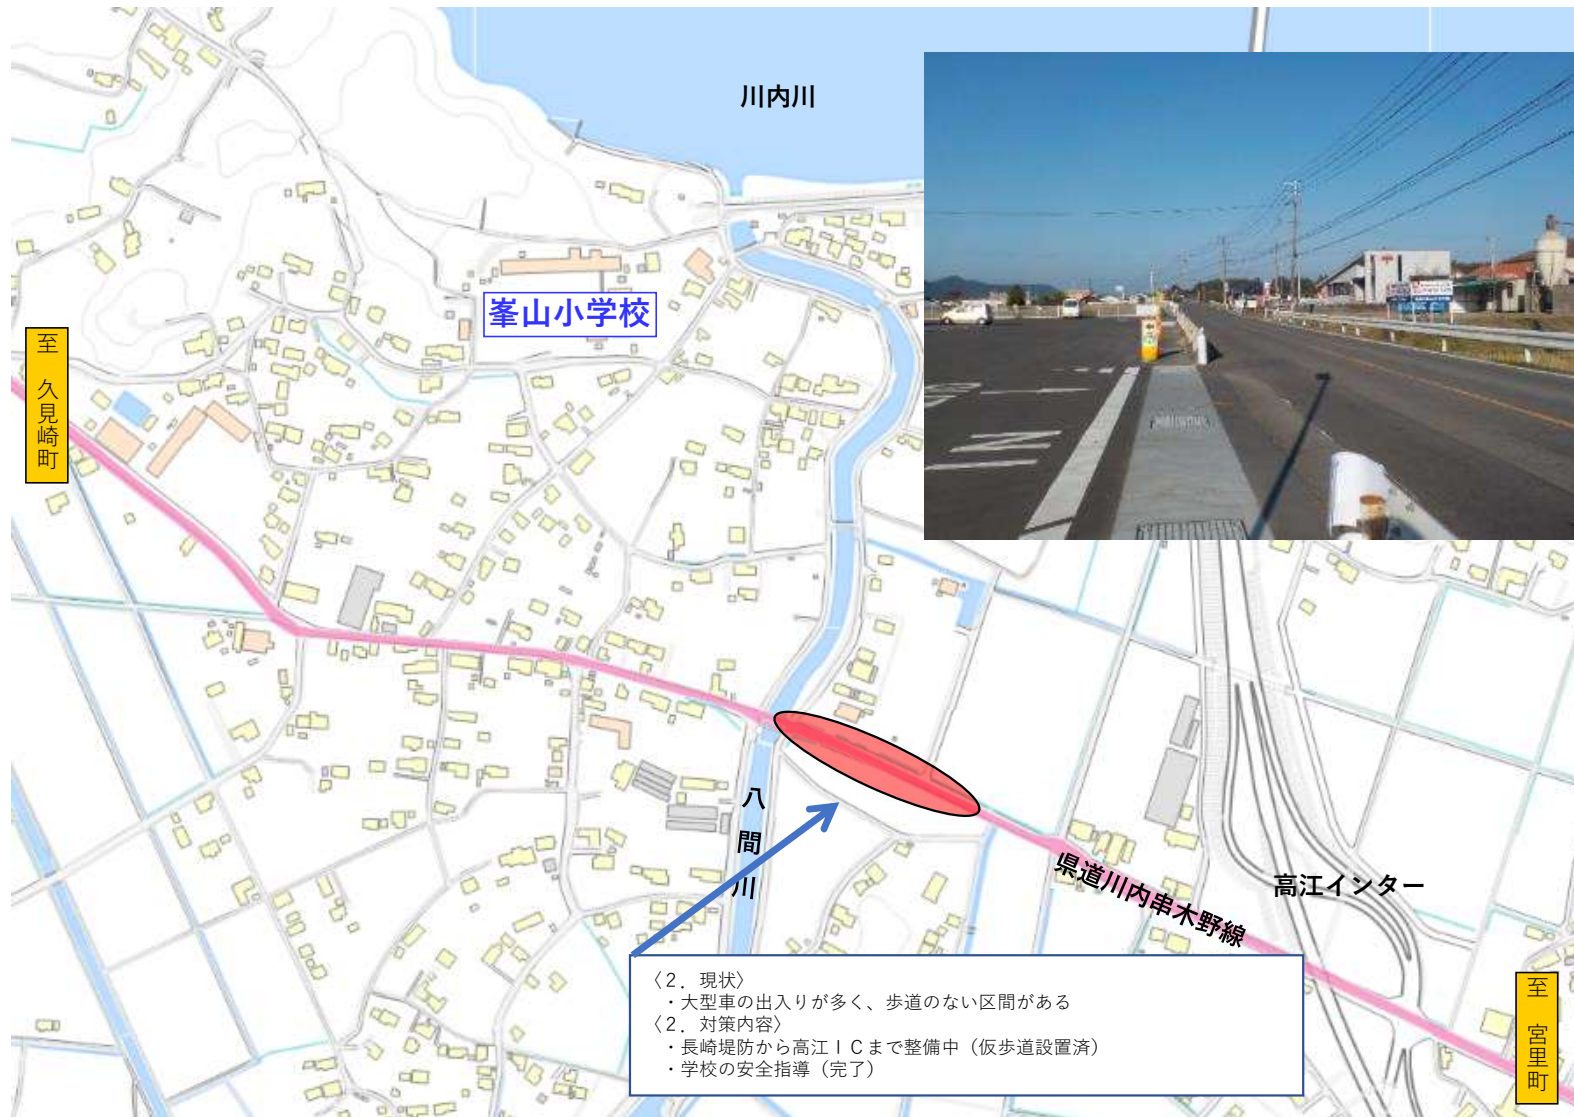 川内川
峯山小学校
至 久見崎町
八間川
県道川内串木野線
高江インター
至 宮里町
〈２．現状〉
・大型車の出入りが多く、歩道のない区間がある
〈２．対策内容〉
・長崎堤防から高江ＩＣまで整備中（仮歩道設置済）
・学校の安全指導（完了）